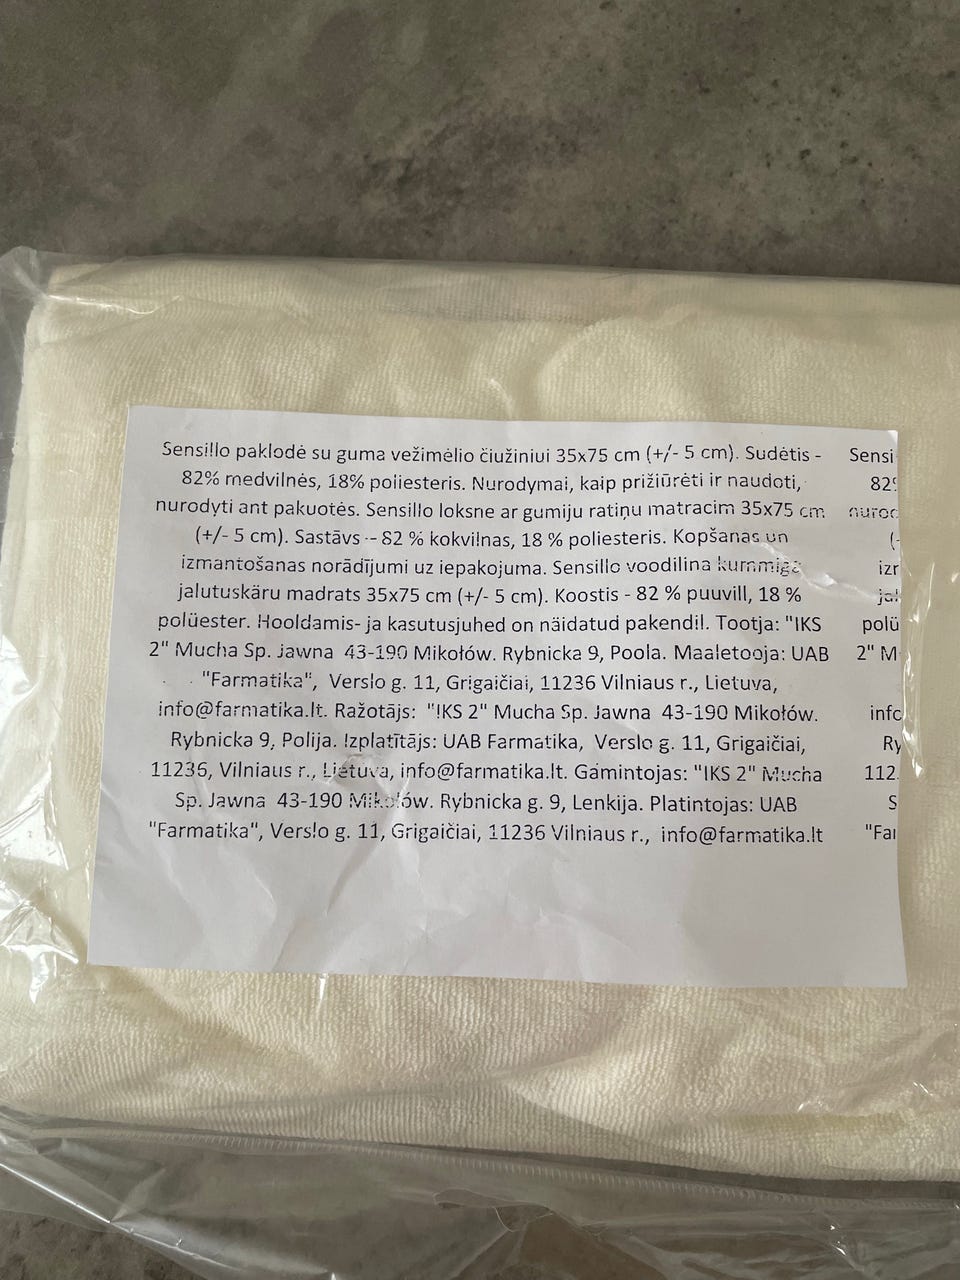 Sensillo paklodė su guma vežimėlio čiužiniui 35x75 cm (+/- 5 cm). Sudėtis -
82% medvilnės, 18% poliesteris. Nurodymai, kaip prižiūrėti ir naudoti,
nurodyti ant pakuotės. Sensillo loksne ar gumiju ratiņu matracim 35x75 cm
(+/- 5 cm). Sastāvs -- 82 % kokvilnas, 18 % poliesteris. Kopšanas un
izmantošanas norādījumi uz iepakojuma. Sensillo voodilina kummiga
jalutuskäru madrats 35x75 cm (+/- 5 cm). Koostis - 82 % puuvill, 18 %
polüester. Hooldamis- ja kasutusjuhed on näidatud pakendil. Tootja: "IKS
2" Mucha Sp. Jawna 43-190 Mikołów. Rybnicka 9, Poola. Maaletooja: UAB
"Farmatika", Verslo g. 11, Grigaičiai, 11236 Vilniaus r., Lietuva,
info@farmatika.lt. Ražotājs: "IKS 2" Mucha Sp. Jawna 43-190 Mikołów.
Rybnicka 9, Polija. Izplatītājs: UAB Farmatika, Verslo g. 11, Grigaičiai,
11236, Vilniaus r., Lietuva, info@farmatika.lt. Gamintojas: "IKS 2" Mucha
Sp. Jawna 43-190 Mikołów. Rybnicka g. 9, Lenkija. Platintojas: UAB
"Farmatika", Verslo g. 11, Grigaičiai, 11236 Vilniaus r., info@farmatika.lt